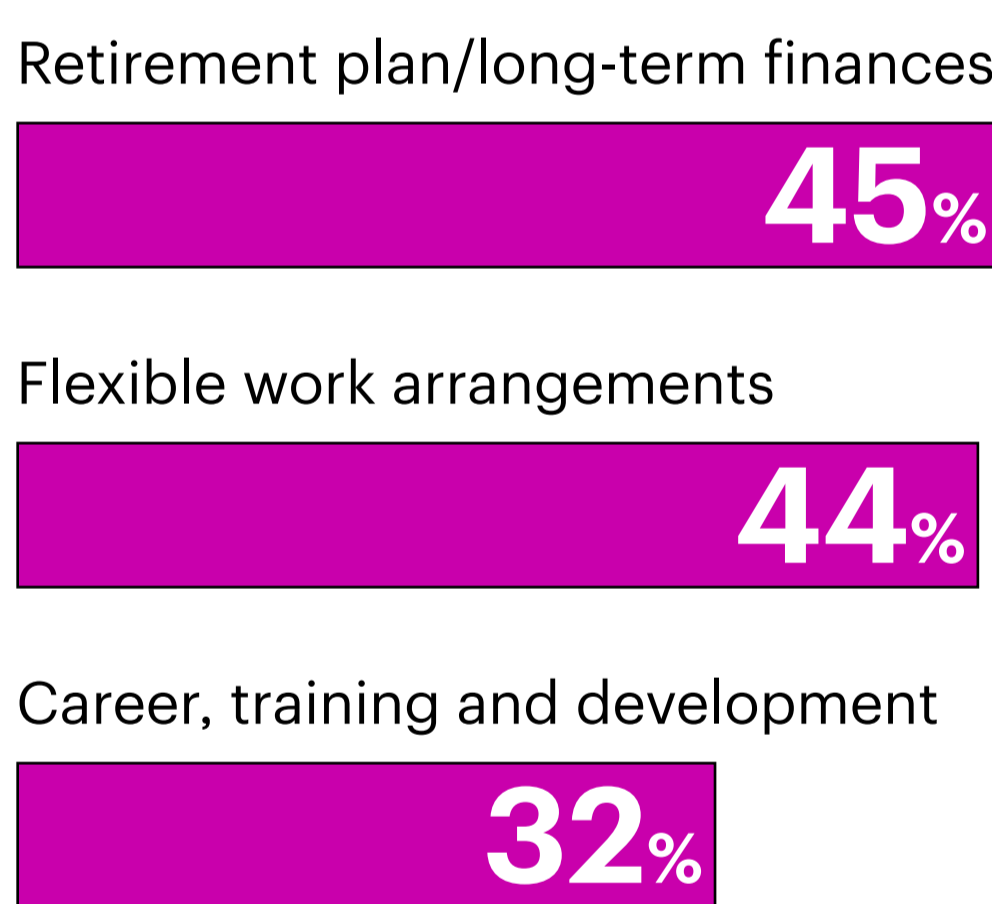 Retirement plan/long-term finances
45%
Flexible work arrangements
44%
Career, training and development
32%